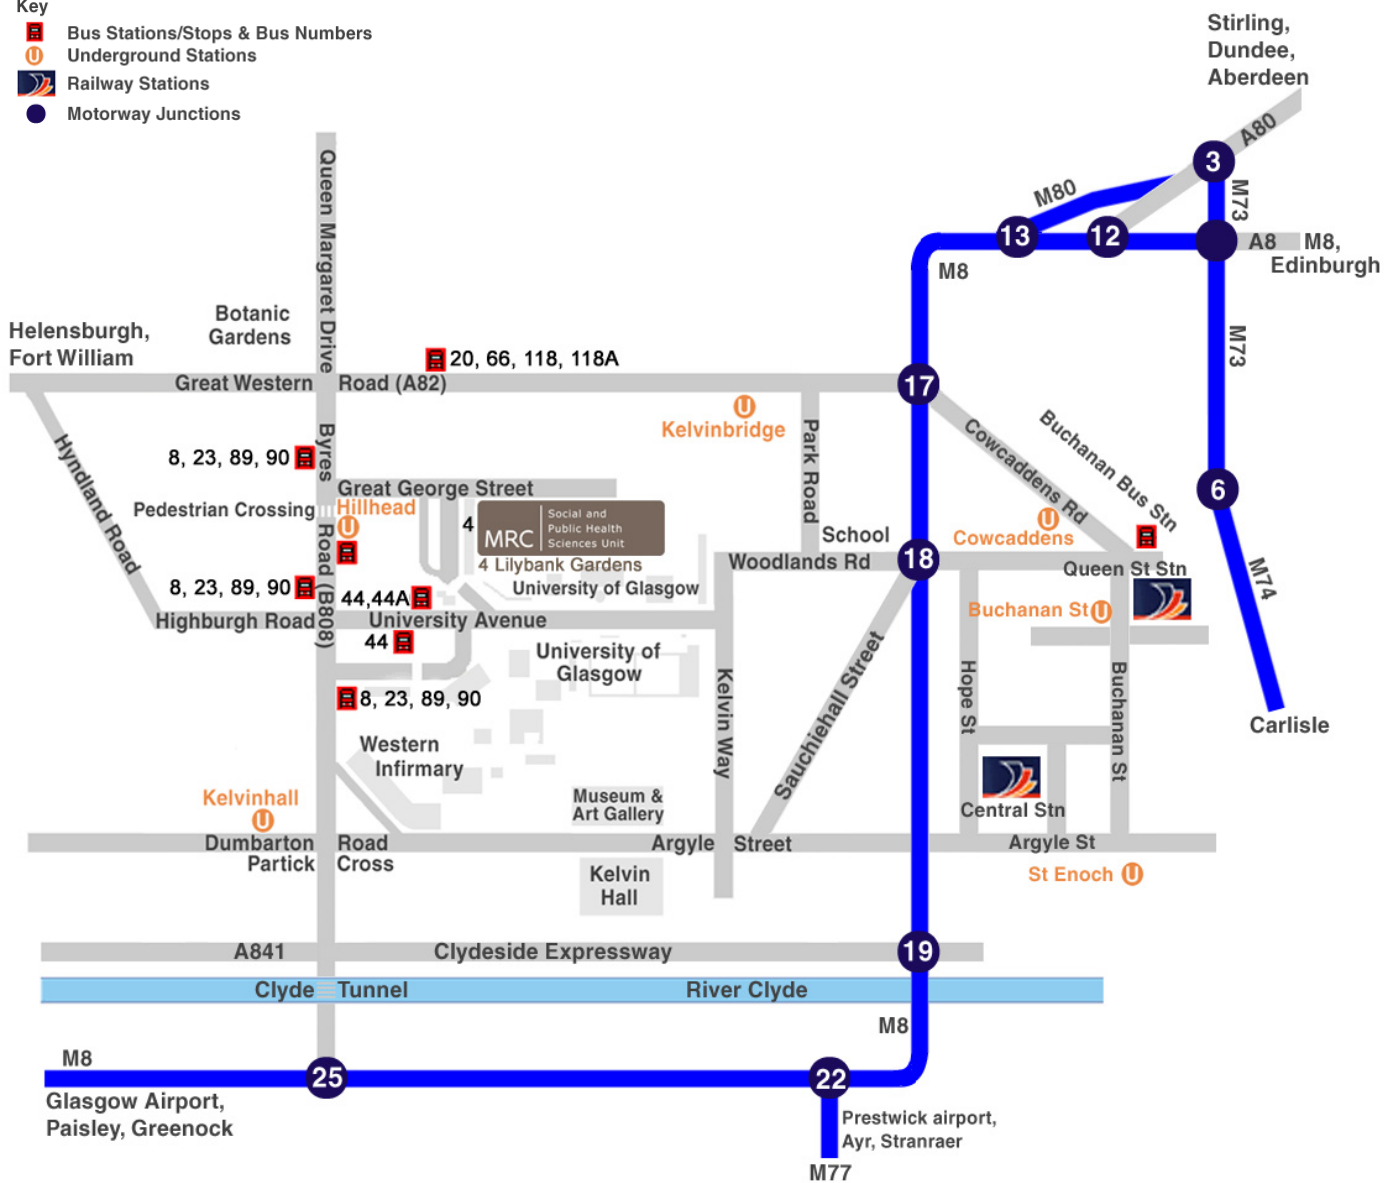 Key
Bus Stations/Stops & Bus Numbers
Underground Stations
Railway Stations
Motorway Junctions
Stirling,
Dundee,
Aberdeen
A80
3
M80
M73
13
12
A8
M8,
Edinburgh
M8
Queen Margaret Drive
Botanic
Gardens
Helensburgh,
Fort William
20, 66, 118, 118A
Great Western
Road (A82)
17
M73
U
Kelvinbridge
Park Road
Cowcaddens Rd
Buchanan Bus Stn
Hyndland Road
8, 23, 89, 90
Byres
Great George Street
6
Pedestrian Crossing
Hillhead
U
Road (B808)
4
MRC
Social and
Public Health
Sciences Unit
4 Lilybank Gardens
School
U
Cowcaddens
Woodlands Rd
18
Queen St Stn
M74
8, 23, 89, 90
44,44A
University of Glasgow
Buchanan St
U
Highburgh Road
University Avenue
44
University of
Glasgow
8, 23, 89, 90
Kelvin Way
Sauchiehall Street
Hope St
Buchanan St
Carlisle
Western
Infirmary
Kelvinhall
U
Museum &
Art Gallery
Central Stn
Dumbarton
Road
Argyle
Street
Argyle St
Partick
Cross
Kelvin
Hall
St Enoch
U
A841
Clydeside Expressway
19
Clyde
Tunnel
River Clyde
M8
M8
25
22
Glasgow Airport,
Paisley, Greenock
Prestwick airport,
Ayr, Stranraer
M77